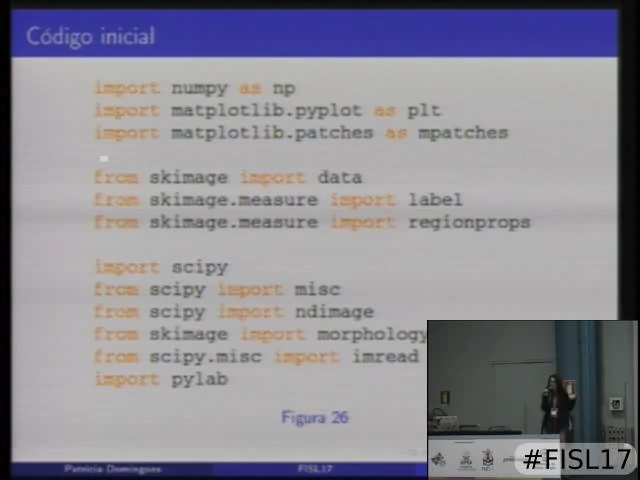 Código inicial
import numpy as np
import matplotlib.pyplot as plt
import matplotlib.patches as mpatches
from skimage import data
from skimage.measure import label
from skimage.measure import regionprops
import scipy
from scipy import misc
from scipy import ndimage
from skimage import morphology
from scipy.misc import imread
import pylab
Figura 26
Patricia Domingues
FISL17
#FISL17